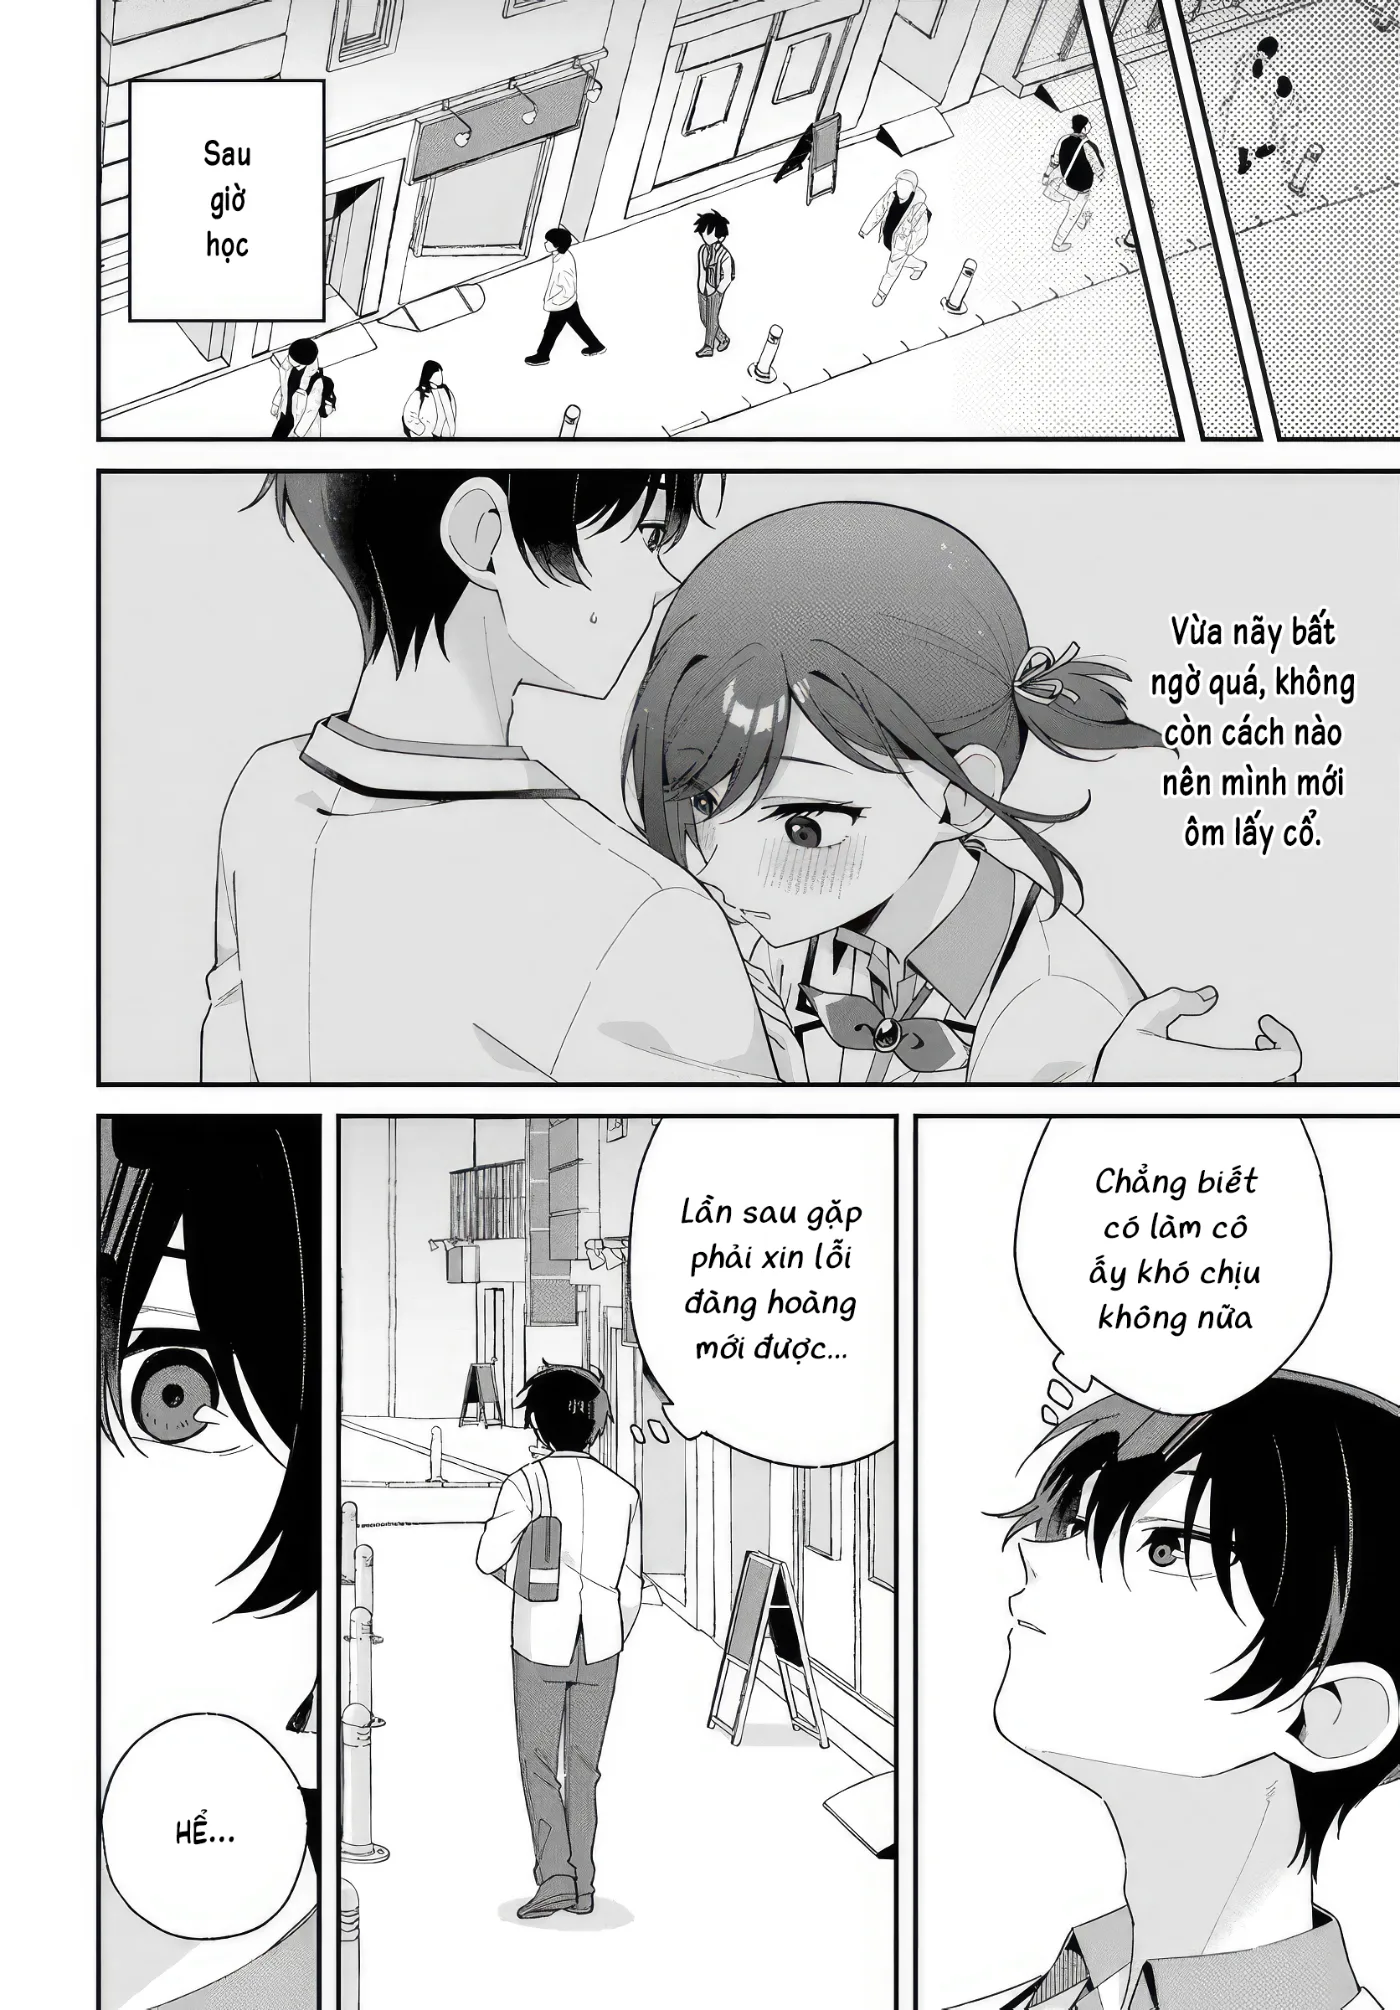 Sau
giờ
học
Vừa nãy bất
ngờ quá, không
còn cách nào
nên mình mới
ôm lấy cổ.
Chẳng biết
có làm cô
ấy khó chịu
không nữa
Lần sau gặp
phải xin lỗi
đàng hoàng
mới được...
HỂ...